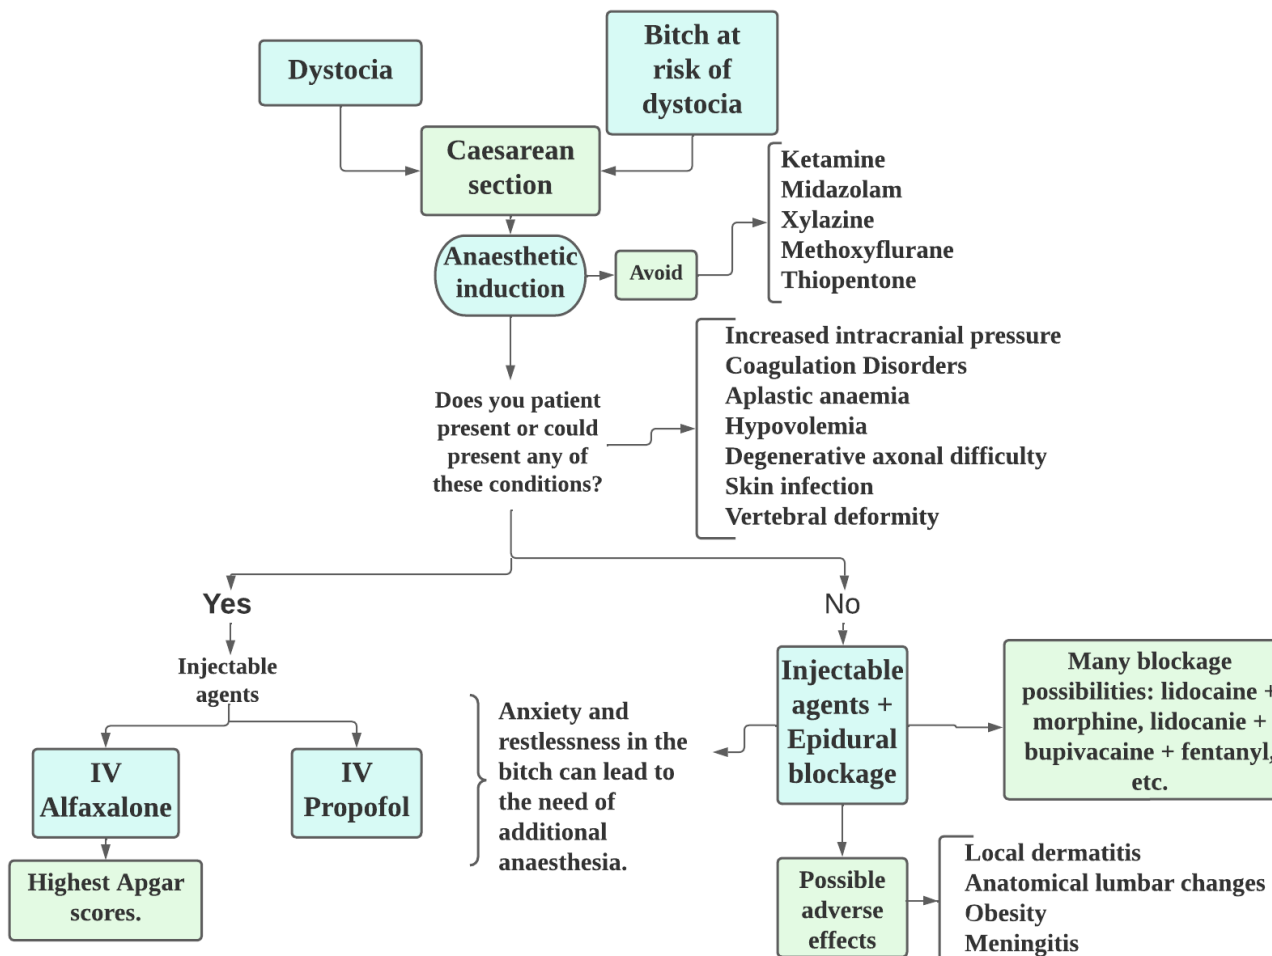 Dystocia
Bitch at
risk of
dystocia
Caesarean
section
Ketamine
Midazolam
Xylazine
Methoxyflurane
Thiopentone
Anaesthetic
induction
Avoid
Increased intracranial pressure
Coagulation Disorders
Aplastic anaemia
Hypovolemia
Degenerative axonal difficulty
Skin infection
Vertebral deformity
Does you patient
present or could
present any of
these conditions?
Yes
No
Injectable
agents
IV
Alfaxalone
IV
Propofol
Highest Apgar
scores.
Anxiety and
restlessness in the
bitch can lead to
the need of
additional
anaesthesia.
Injectable
agents +
Epidural
blockage
Many blockage
possibilities: lidocaine +
morphine, lidocanie +
bupivacaine + fentanyl,
etc.
Possible
adverse
effects
Local dermatitis
Anatomical lumbar changes
Obesity
Meningitis